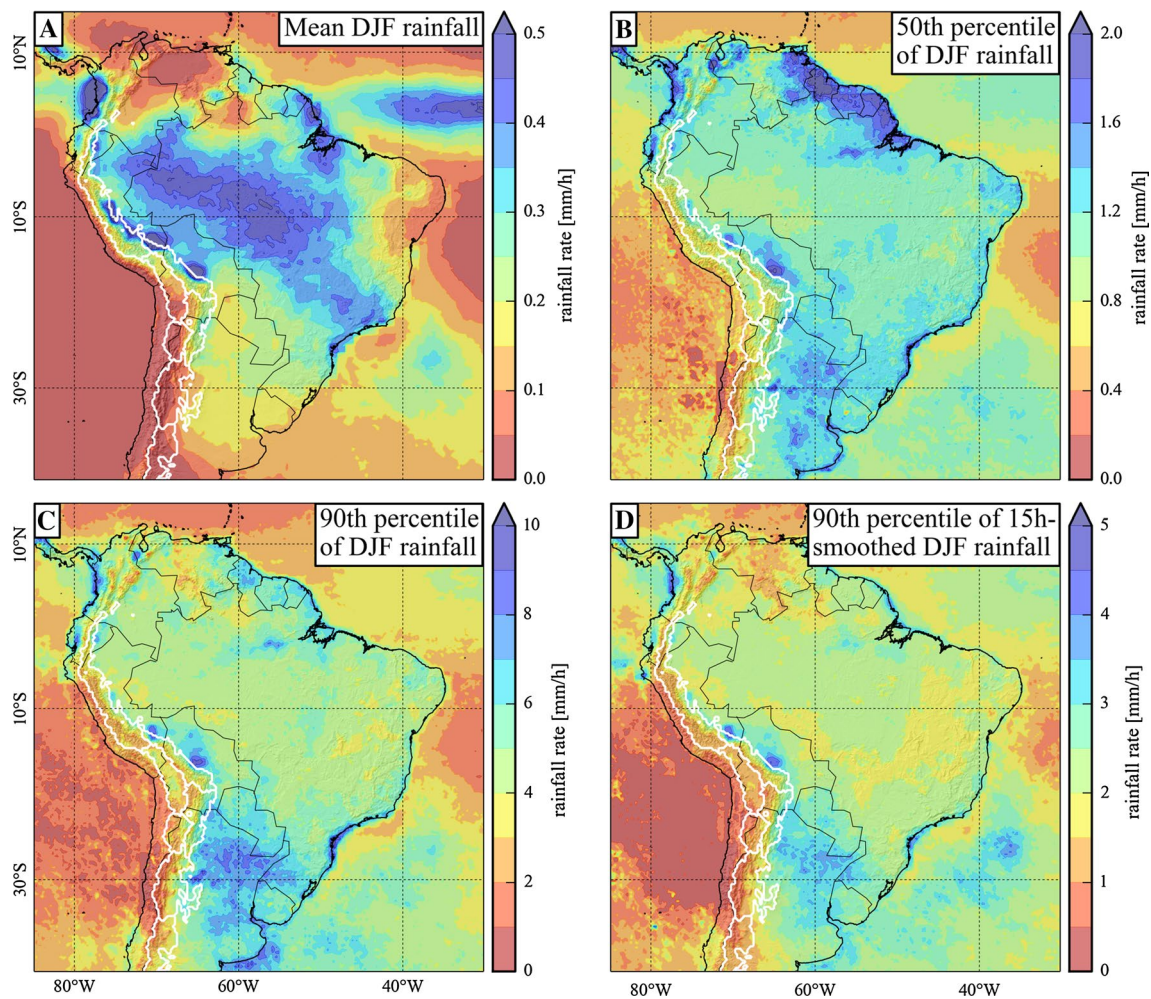 A
Mean DJF rainfall
10°N
10°S
30°S
0.5
0.4
0.3
0.2
0.1
0.0
rainfall rate [mm/h]
B
50th percentile
of DJF rainfall
2.0
1.6
1.2
0.8
0.4
0.0
rainfall rate [mm/h]
C
90th percentile
of DJF rainfall
10°N
10°S
30°S
80°W
60°W
40°W
10
8
6
4
2
0
rainfall rate [mm/h]
D
90th percentile of 15h-
smoothed DJF rainfall
80°W
60°W
40°W
5
4
3
2
1
0
rainfall rate [mm/h]